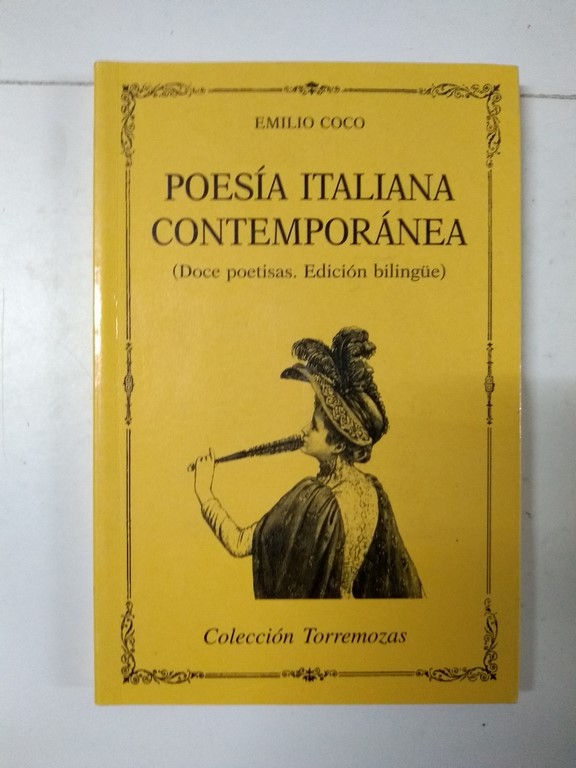 EMILIO COCO
POESÍA ITALIANA
CONTEMPORÁNEA
(Doce poetisas. Edición bilingüe)
Colección Torremozas